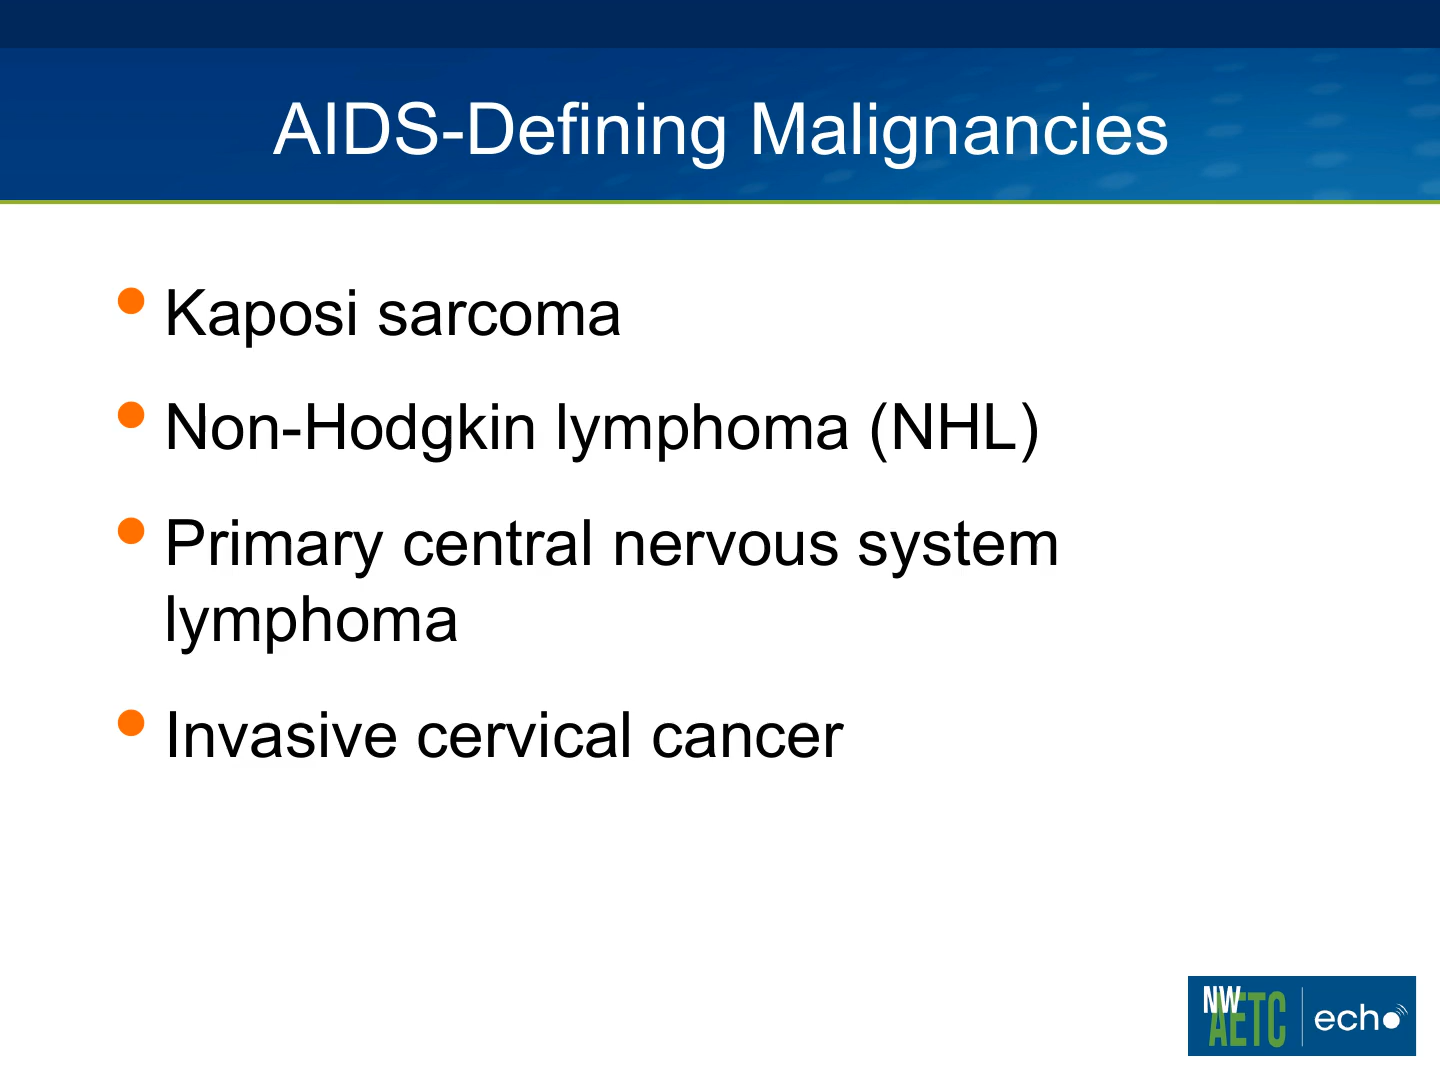 AIDS-Defining Malignancies
• Kaposi sarcoma
• Non-Hodgkin lymphoma (NHL)
• Primary central nervous system
lymphoma
• Invasive cervical cancer
NW AETC echo